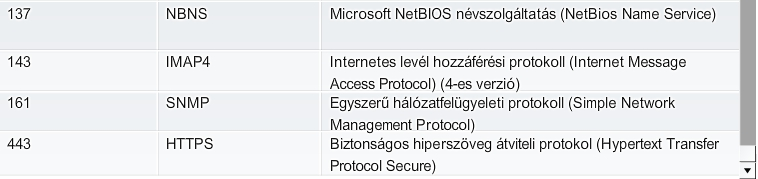 137 NBNS Microsoft NetBIOS névszolgáltatás (NetBios Name Service)
143 IMAP4 Internetes levél hozzáférési protokoll (Internet Message
Access Protocol) (4-es verzió)
161 SNMP Egyszerű hálózatfelügyeleti protokoll (Simple Network
Management Protocol)
443 HTTPS Biztonságos hiperszöveg átviteli protokol (Hypertext Transfer
Protocol Secure)